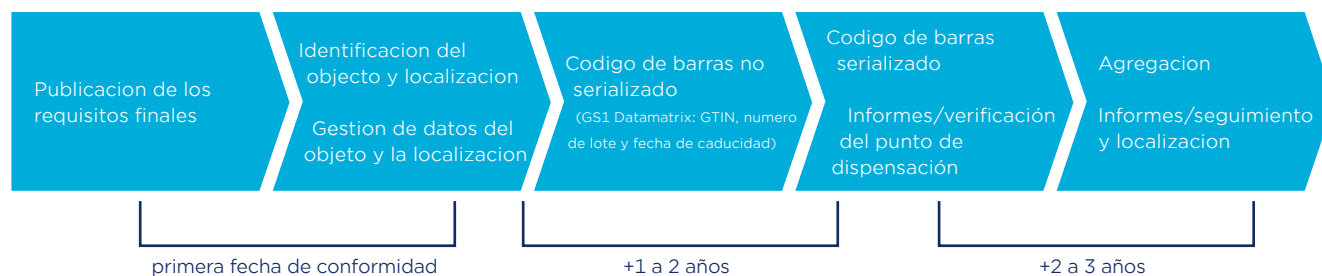 Publicacion de los
requisitos finales
Identificacion del
objecto y localizacion
Gestion de datos del
objeto y la localizacion
Codigo de barras no
serializado
(GS1 Datamatrix: GTIN, numero
de lote y fecha de caducidad)
Codigo de barras
serializado
Informes/verificación
del punto de
dispensación
Agregacion
Informes/seguimiento
y localizacion
primera fecha de conformidad
+1 a 2 años
+2 a 3 años